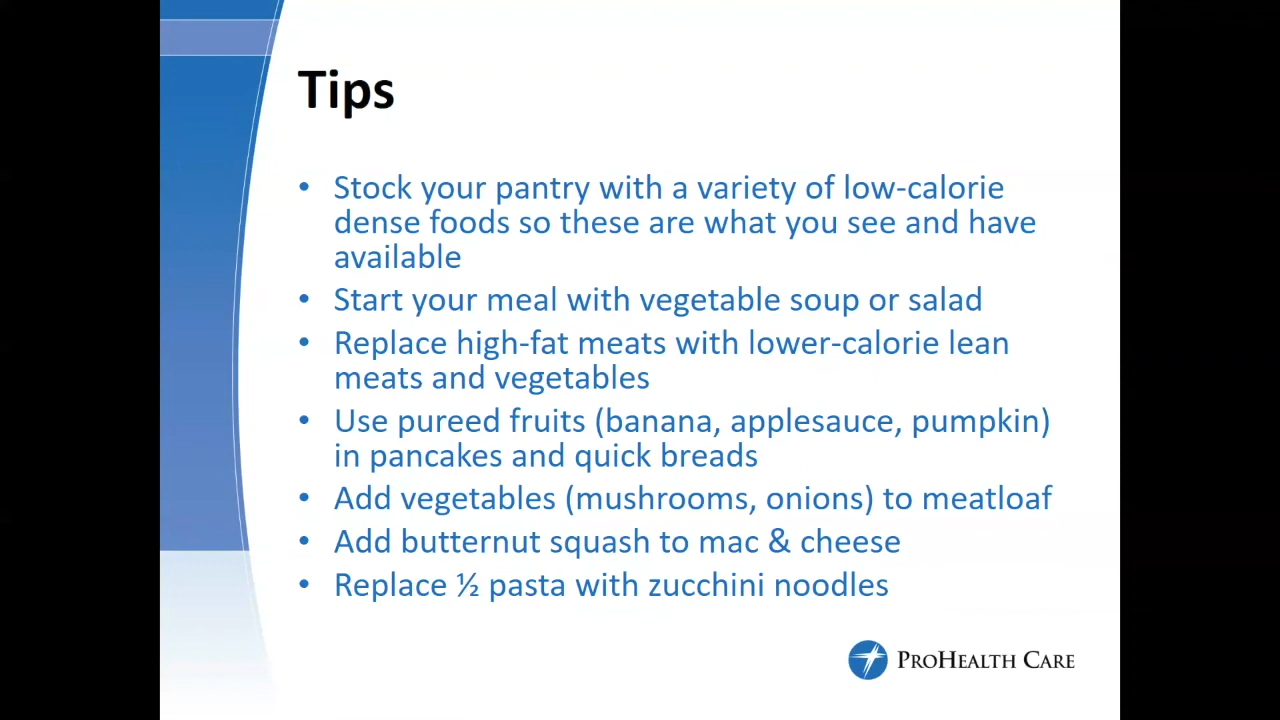 Tips
• Stock your pantry with a variety of low-calorie
dense foods so these are what you see and have
available
• Start your meal with vegetable soup or salad
• Replace high-fat meats with lower-calorie lean
meats and vegetables
• Use pureed fruits (banana, applesauce, pumpkin)
in pancakes and quick breads
• Add vegetables (mushrooms, onions) to meatloaf
• Add butternut squash to mac & cheese
• Replace ½ pasta with zucchini noodles
ProHealth Care